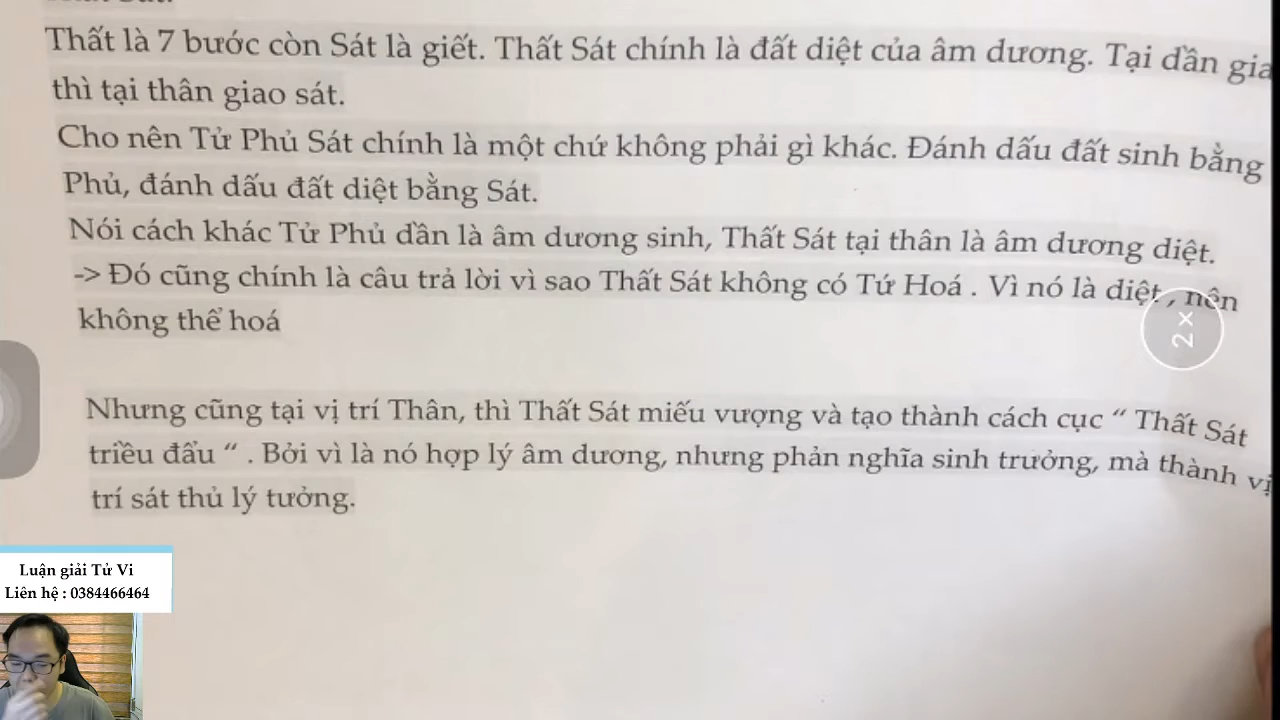 Thất là 7 bước còn Sát là giết. Thất Sát chính là đất diệt của âm dương. Tại dần
thì tại thân giao sát.
Cho nên Tử Phủ Sát chính là một chứ không phải gì khác. Đánh dấu đất sinh bằng
Phủ, đánh dấu đất diệt bằng Sát.
Nói cách khác Tử Phủ dần là âm dương sinh, Thất Sát tại thân là âm dương diệt.
-> Đó cũng chính là câu trả lời vì sao Thất Sát không có Tứ Hoá . Vì nó là diệt , nên
không thể hoá
2×
Nhưng cũng tại vị trí Thân, thì Thất Sát miếu vượng và tạo thành cách cục “ Thất Sát
triều đẩu “ . Bởi vì là nó hợp lý âm dương, nhưng phản nghĩa sinh trưởng, mà thành vị
trí sát thủ lý tưởng.
Luận giải Tử Vi
Liên hệ : 0384466464